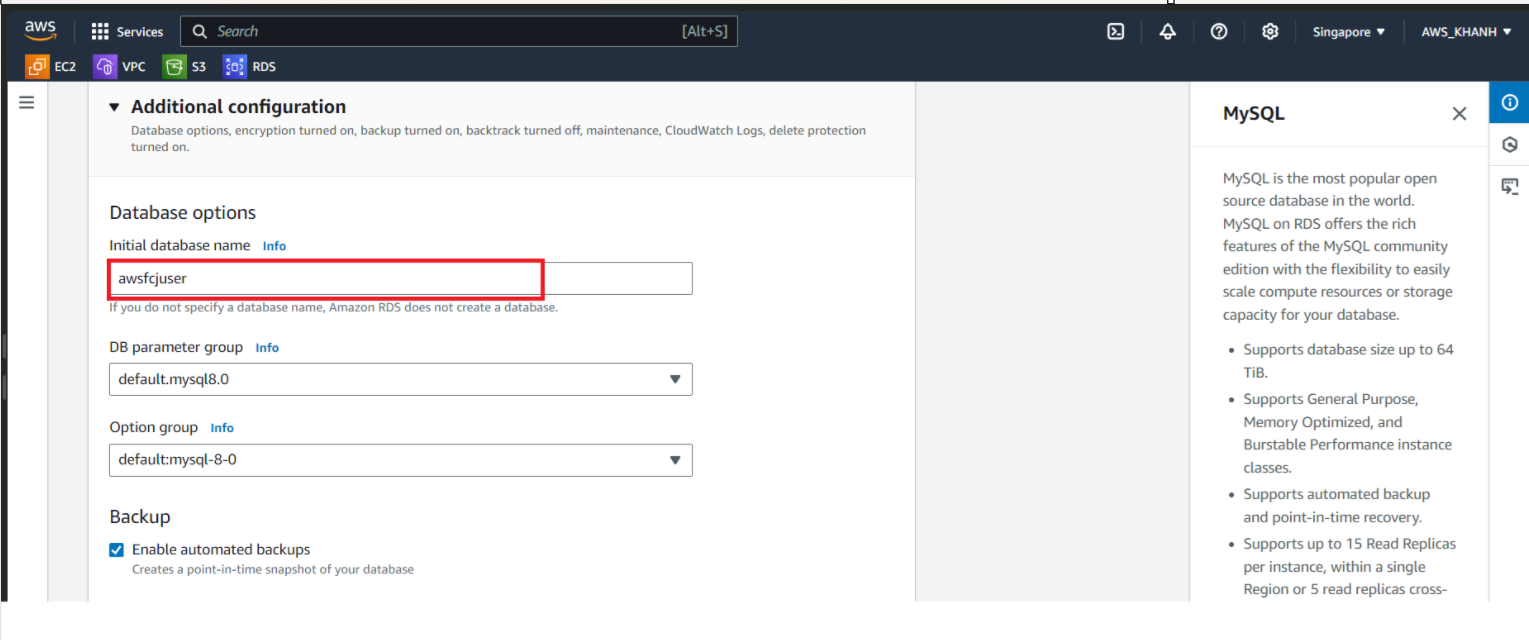 aws
Services
Search
[Alt+S]
Singapore ▼
AWS_KHANH ▼
EC2
VPC
S3
RDS
▼ Additional configuration
Database options, encryption turned on, backup turned on, backtrack turned off, maintenance, CloudWatch Logs, delete protection
turned on.
Database options
Initial database name Info
awsfcjuser
If you do not specify a database name, Amazon RDS does not create a database.
DB parameter group Info
default.mysql8.0
Option group Info
default:mysql-8-0
Backup
Enable automated backups
Creates a point-in-time snapshot of your database
MySQL
MySQL is the most popular open
source database in the world.
MySQL on RDS offers the rich
features of the MySQL community
edition with the flexibility to easily
scale compute resources or storage
capacity for your database.
• Supports database size up to 64
TiB.
• Supports General Purpose,
Memory Optimized, and
Burstable Performance instance
classes.
• Supports automated backup
and point-in-time recovery.
• Supports up to 15 Read Replicas
per instance, within a single
Region or 5 read replicas cross-